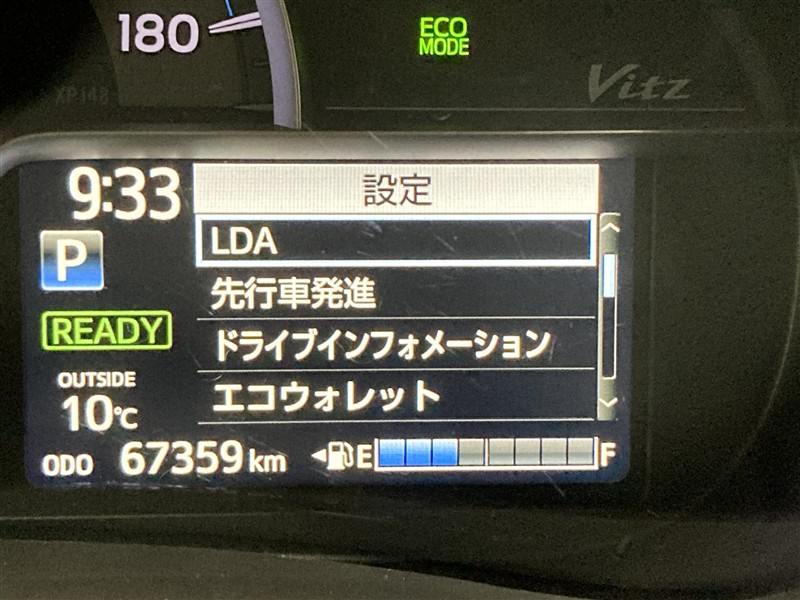 180
ECO
MODE
Vitz
XP148
9:33
設定
P
LDA
先行車発進
READY
ドライブインフォメーション
OUTSIDE
10℃
エコウォレット
ODO 67359 km
E F